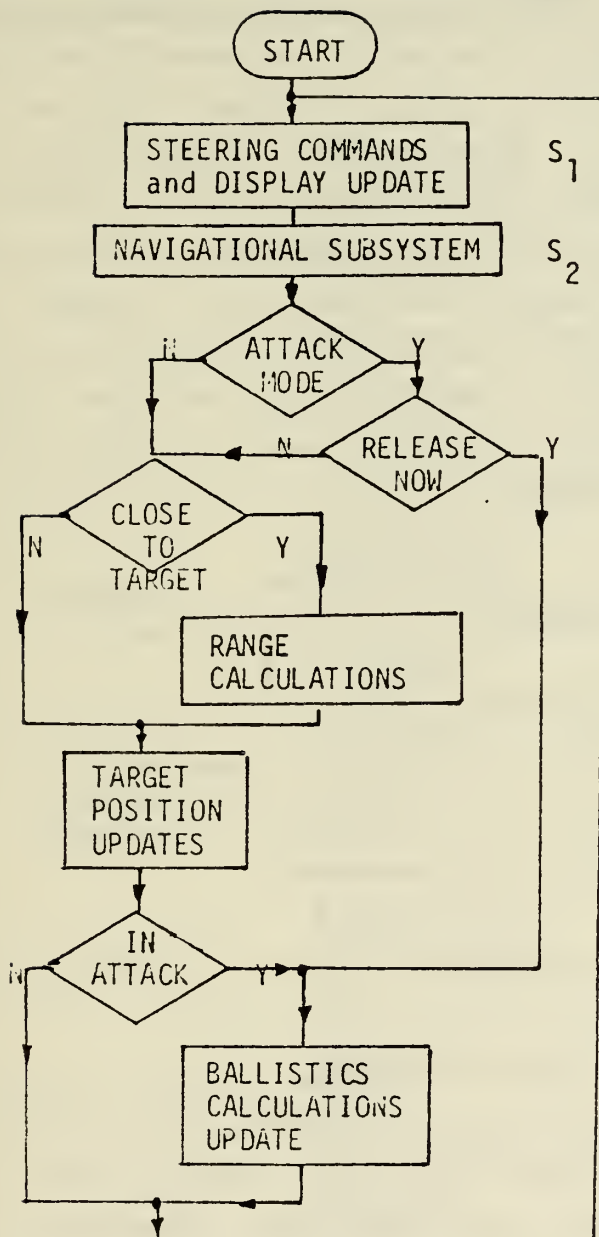 START
STEERING COMMANDS
and DISPLAY UPDATE
S1
NAVIGATIONAL SUBSYSTEM
S2
N
ATTACK
MODE
Y
N
RELEASE
NOW
Y
N
CLOSE
TO
TARGET
Y
RANGE
CALCULATIONS
TARGET
POSITION
UPDATES
N
IN
ATTACK
Y
BALLISTICS
CALCULATIONS
UPDATE